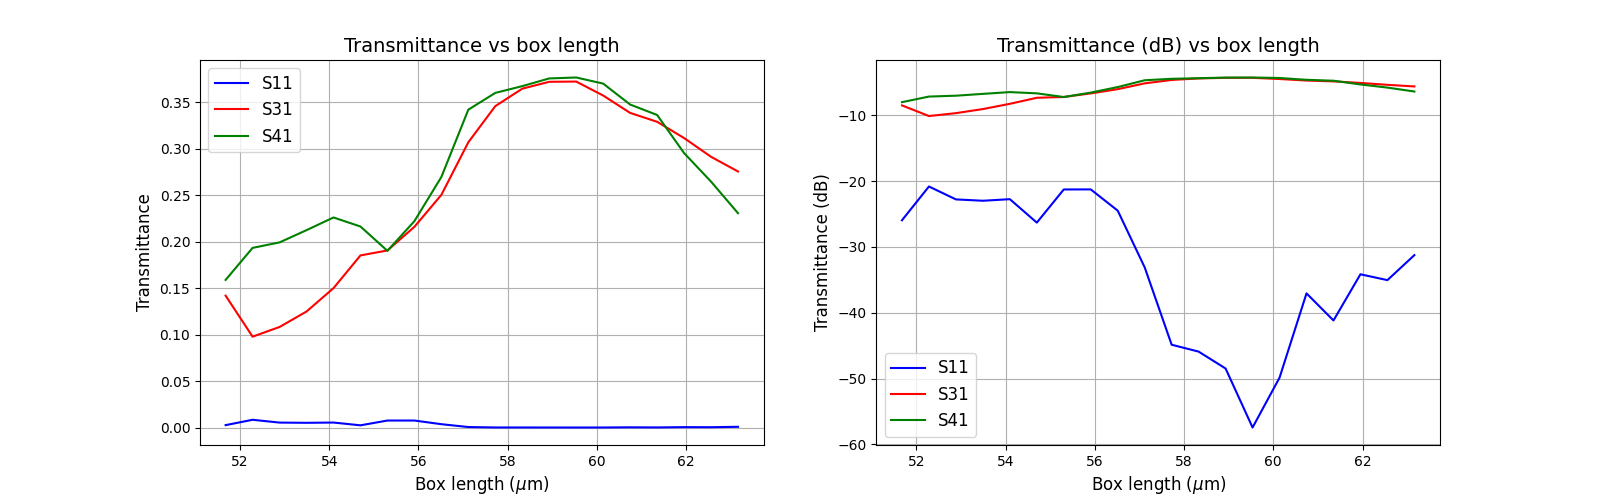 Transmittance vs box length
Transmittance
0.35
0.30
0.25
0.20
0.15
0.10
0.05
0.00
S11
S31
S41
52
54
56
58
60
62
Box length (μm)
Transmittance (dB) vs box length
Transmittance (dB)
−10
−20
−30
−40
−50
−60
S11
S31
S41
52
54
56
58
60
62
Box length (μm)